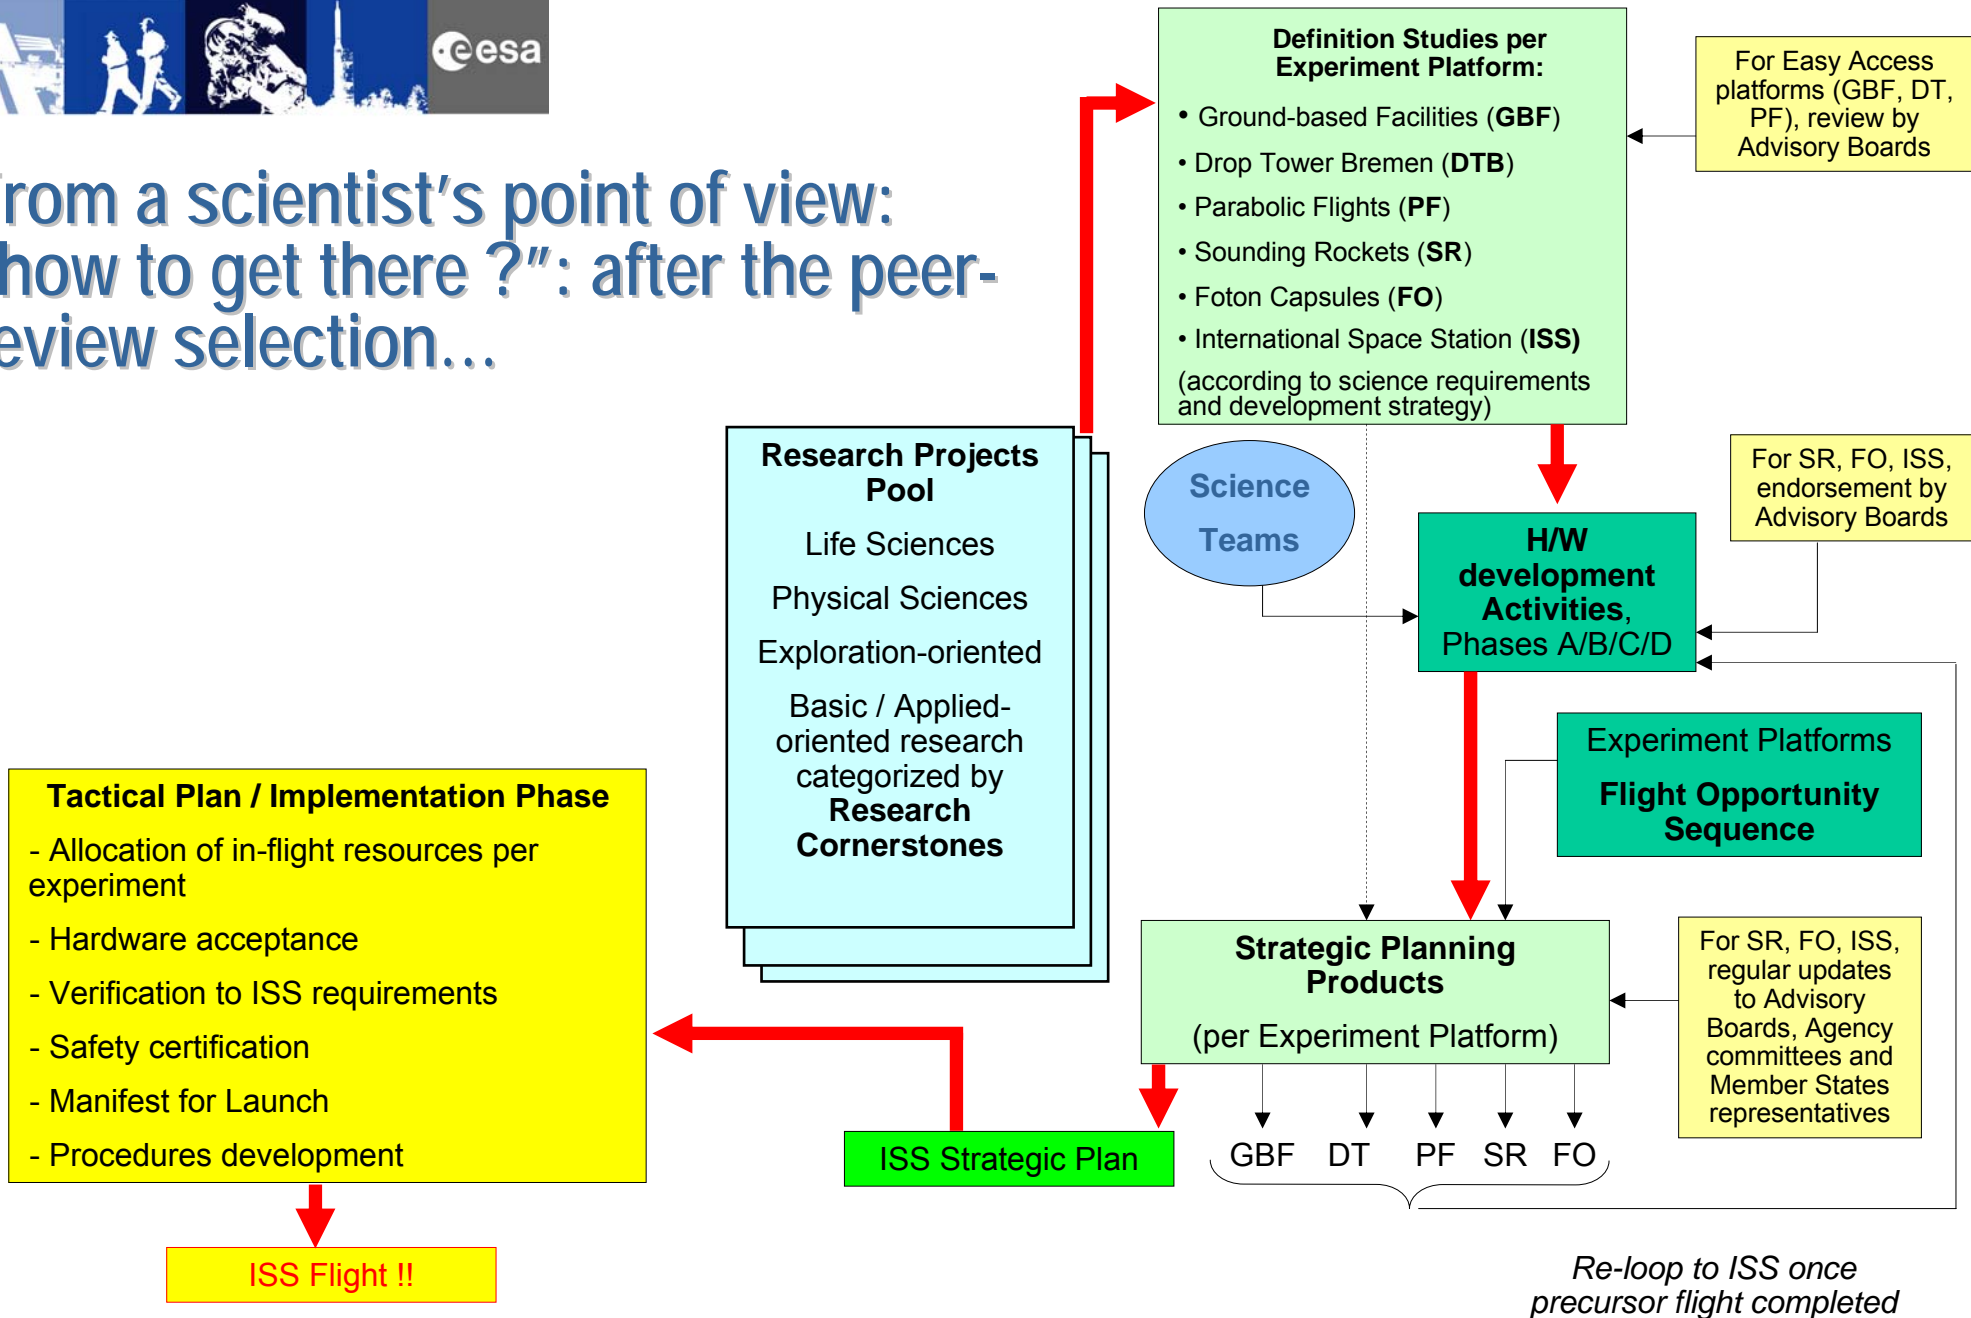 esa
rom a scientist's point of view:
how to get there ?": after the peer-
eview selection...
Definition Studies per
Experiment Platform:
• Ground-based Facilities (GBF)
• Drop Tower Bremen (DTB)
• Parabolic Flights (PF)
• Sounding Rockets (SR)
• Foton Capsules (FO)
• International Space Station (ISS)
(according to science requirements
and development strategy)
For Easy Access
platforms (GBF, DT,
PF), review by
Advisory Boards
Research Projects
Pool
Life Sciences
Physical Sciences
Exploration-oriented
Basic / Applied-
oriented research
categorized by
Research
Cornerstones
Science
Teams
For SR, FO, ISS,
endorsement by
Advisory Boards
H/W
development
Activities,
Phases A/B/C/D
Experiment Platforms
Flight Opportunity
Sequence
Strategic Planning
Products
(per Experiment Platform)
For SR, FO, ISS,
regular updates
to Advisory
Boards, Agency
committees and
Member States
representatives
GBF DT PF SR FO
ISS Strategic Plan
Tactical Plan / Implementation Phase
- Allocation of in-flight resources per
experiment
- Hardware acceptance
- Verification to ISS requirements
- Safety certification
- Manifest for Launch
- Procedures development
ISS Flight !!
Re-loop to ISS once
precursor flight completed